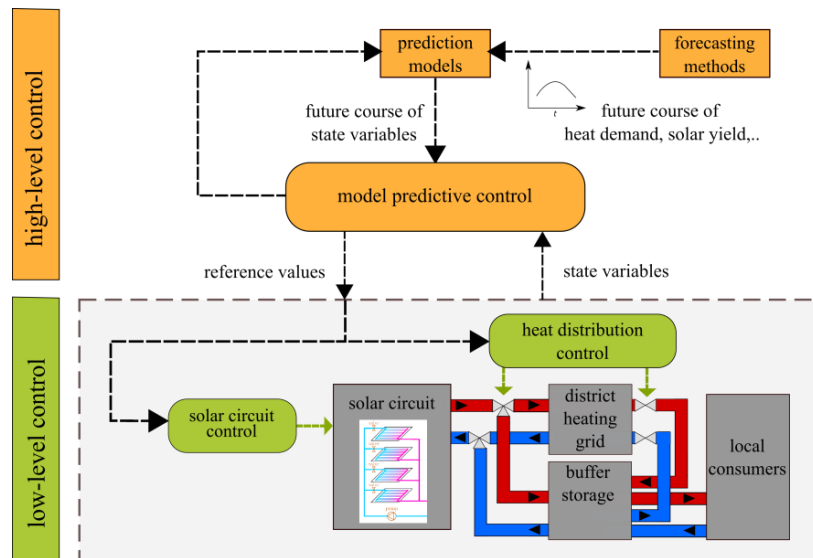 high-level control
prediction
models
forecasting
methods
future course of
state variables
t
future course of
heat demand, solar yield,..
model predictive control
reference values
state variables
low-level control
heat distribution
control
solar circuit
control
solar circuit
district
heating
grid
buffer
storage
local
consumers